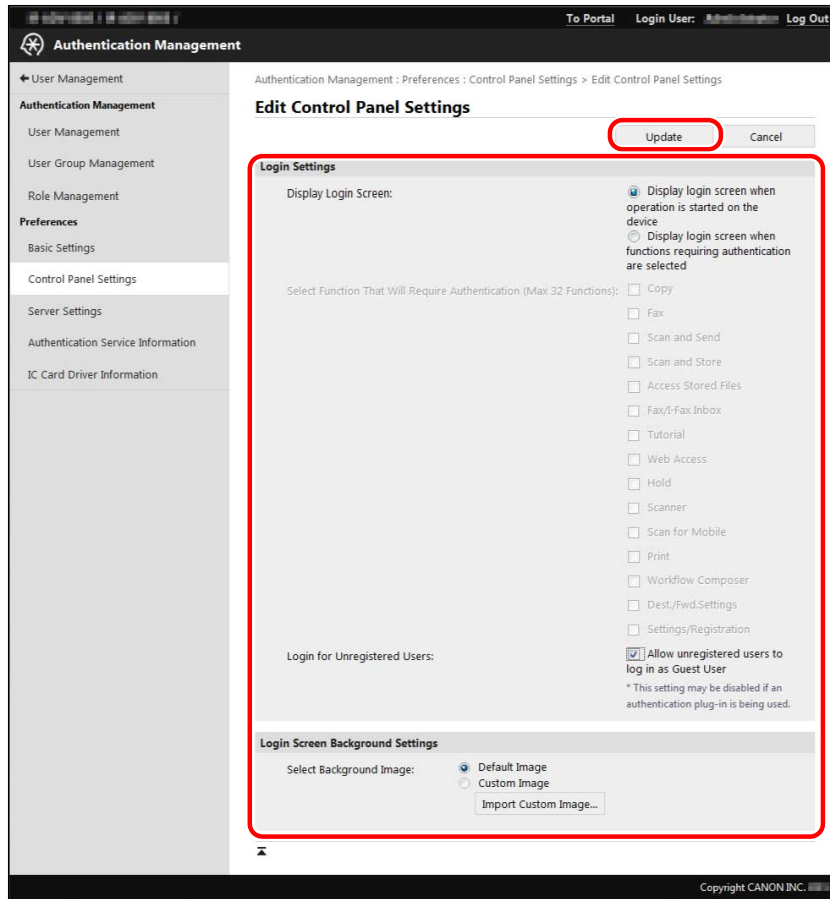 To Portal Login User: Log Out
Authentication Management
User Management
Authentication Management
User Management
User Group Management
Role Management
Preferences
Basic Settings
Control Panel Settings
Server Settings
Authentication Service Information
IC Card Driver Information
Authentication Management : Preferences : Control Panel Settings > Edit Control Panel Settings
Edit Control Panel Settings
Update Cancel
Login Settings
Display Login Screen:
Display login screen when
operation is started on the
device
Display login screen when
functions requiring authentication
are selected
Select Function That Will Require Authentication (Max 32 Functions):
Copy
Fax
Scan and Send
Scan and Store
Access Stored Files
Fax/I-Fax Inbox
Tutorial
Web Access
Hold
Scanner
Scan for Mobile
Print
Workflow Composer
Dest./Fwd.Settings
Settings/Registration
Login for Unregistered Users:
Allow unregistered users to
log in as Guest User
* This setting may be disabled if an
authentication plug-in is being used.
Login Screen Background Settings
Select Background Image:
Default Image
Custom Image
Import Custom Image...
Copyright CANON INC.